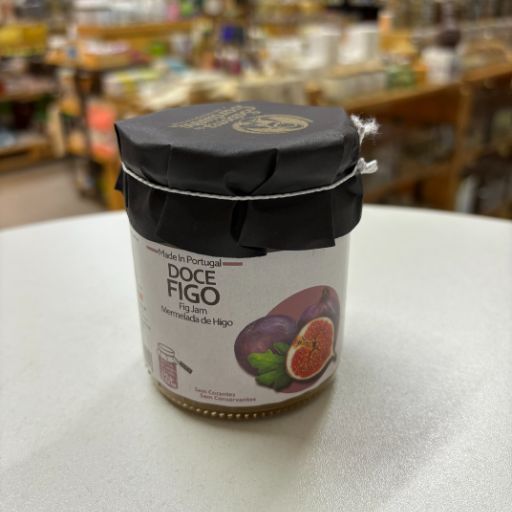 Made in Portugal
DOCE
FIGO
Fig Jam
Mermelada de Higo
Sem Corantes
Sem Conservantes